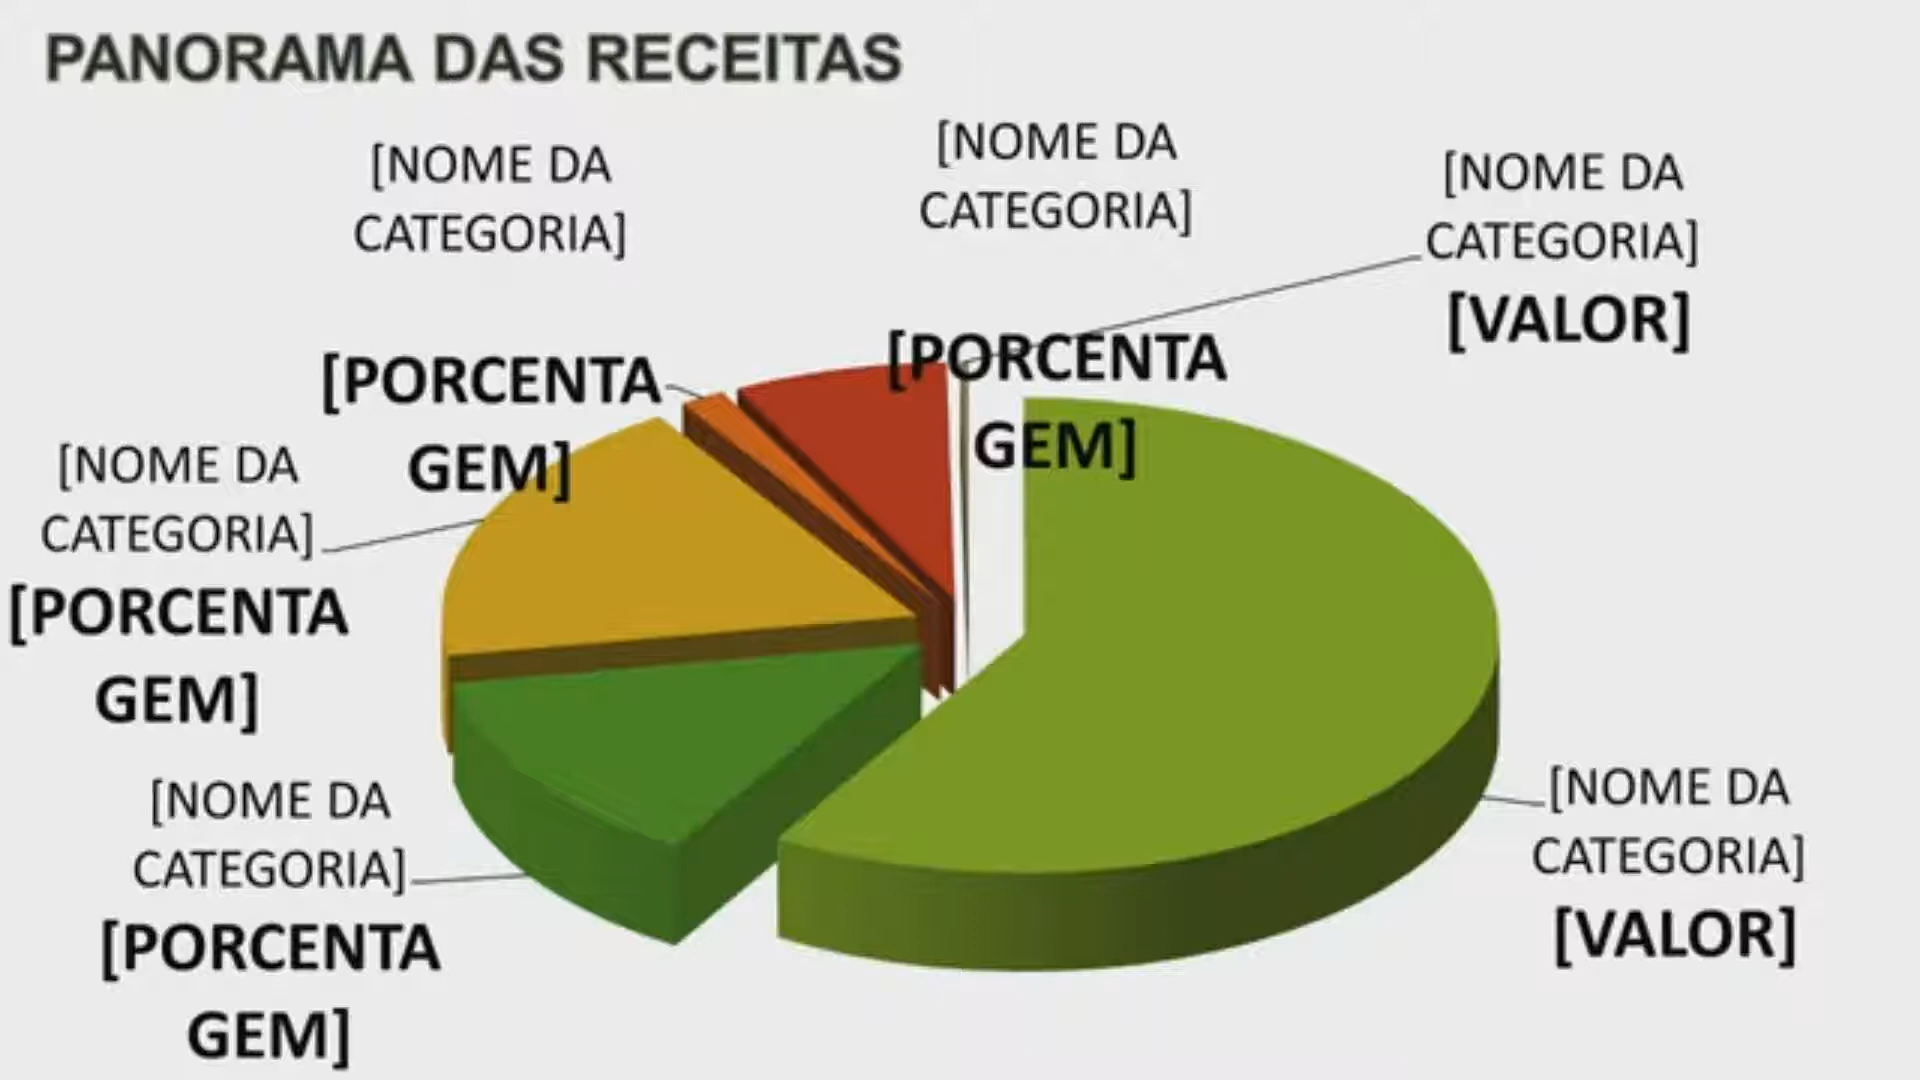 PANORAMA DAS RECEITAS
[NOME DA
CATEGORIA]
[PORCENTA
GEM]
[NOME DA
CATEGORIA]
[PORCENTA
GEM]
[NOME DA
CATEGORIA]
[VALOR]
[NOME DA
CATEGORIA]
[PORCENTA
GEM]
[NOME DA
CATEGORIA]
[PORCENTA
GEM]
[NOME DA
CATEGORIA]
[VALOR]